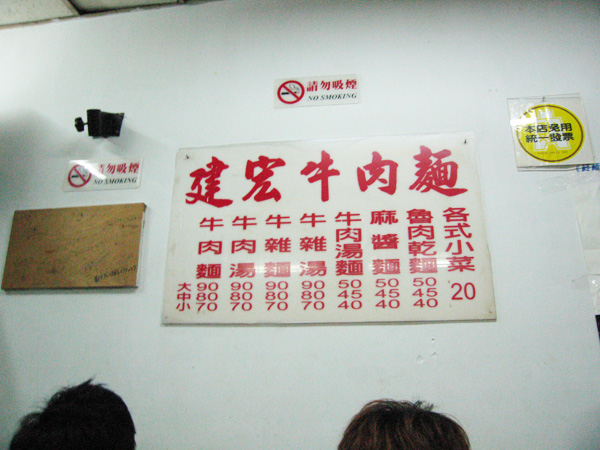 請勿吸煙
NO SMOKING
本店免用
統一發票
請勿吸煙
NO SMOKING
建宏牛肉麵
牛肉麵 牛肉湯 牛雜麵 牛雜湯 牛肉湯麵 麻醬麵 魯肉乾麵 各式小菜
大 90 90 90 90 50 50 50 20
中 80 80 80 80 45 45 45
小 70 70 70 70 40 40 40